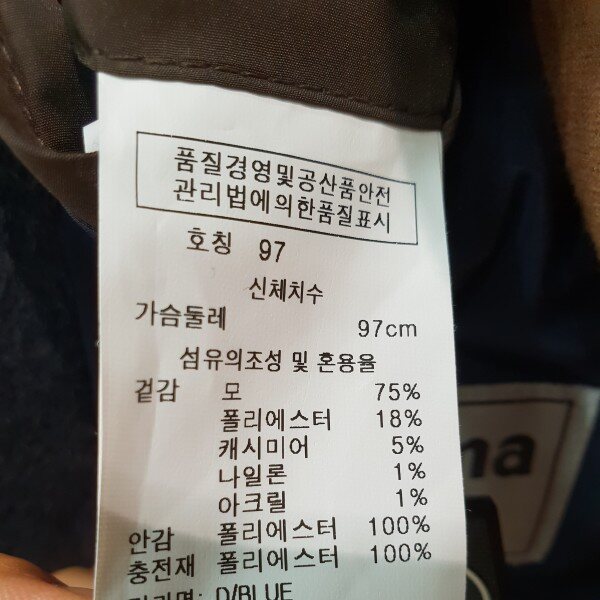 품질경영및공산품안전
관리법에의한품질표시
호칭 97
신체치수
가슴둘레 97cm
섬유의조성 및 혼용율
겉감 모 75%
폴리에스터 18%
캐시미어 5%
나일론 1%
아크릴 1%
안감 폴리에스터 100%
충전재 폴리에스터 100%
D/BLUE